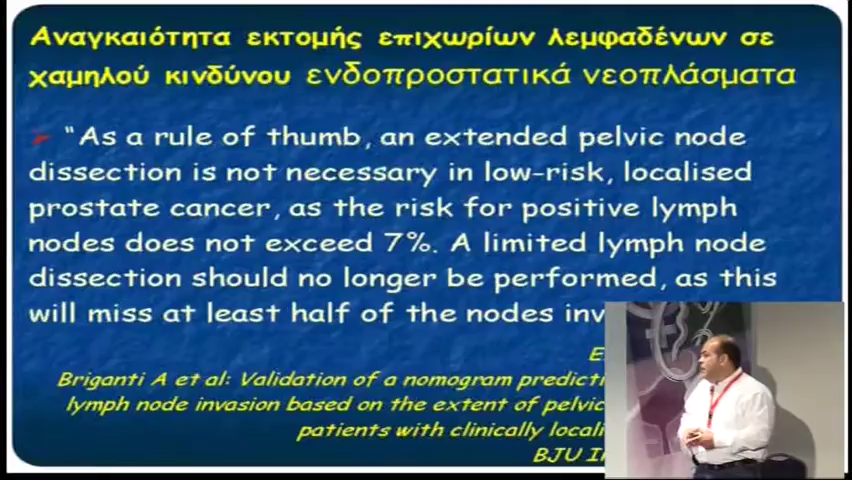 Αναγκαιότητα εκτομής επιχωρίων λεμφαδένων σε
χαμηλού κινδύνου ενδοπροστατικά νεοπλάσματα
➢ "As a rule of thumb, an extended pelvic node
dissection is not necessary in low-risk, localised
prostate cancer, as the risk for positive lymph
nodes does not exceed 7%. A limited lymph node
dissection should no longer be performed, as this
will miss at least half of the nodes
Briganti A et al: Validation of a nomogram
lymph node invasion based on the extent of pelvic
patients with clinically
BJU